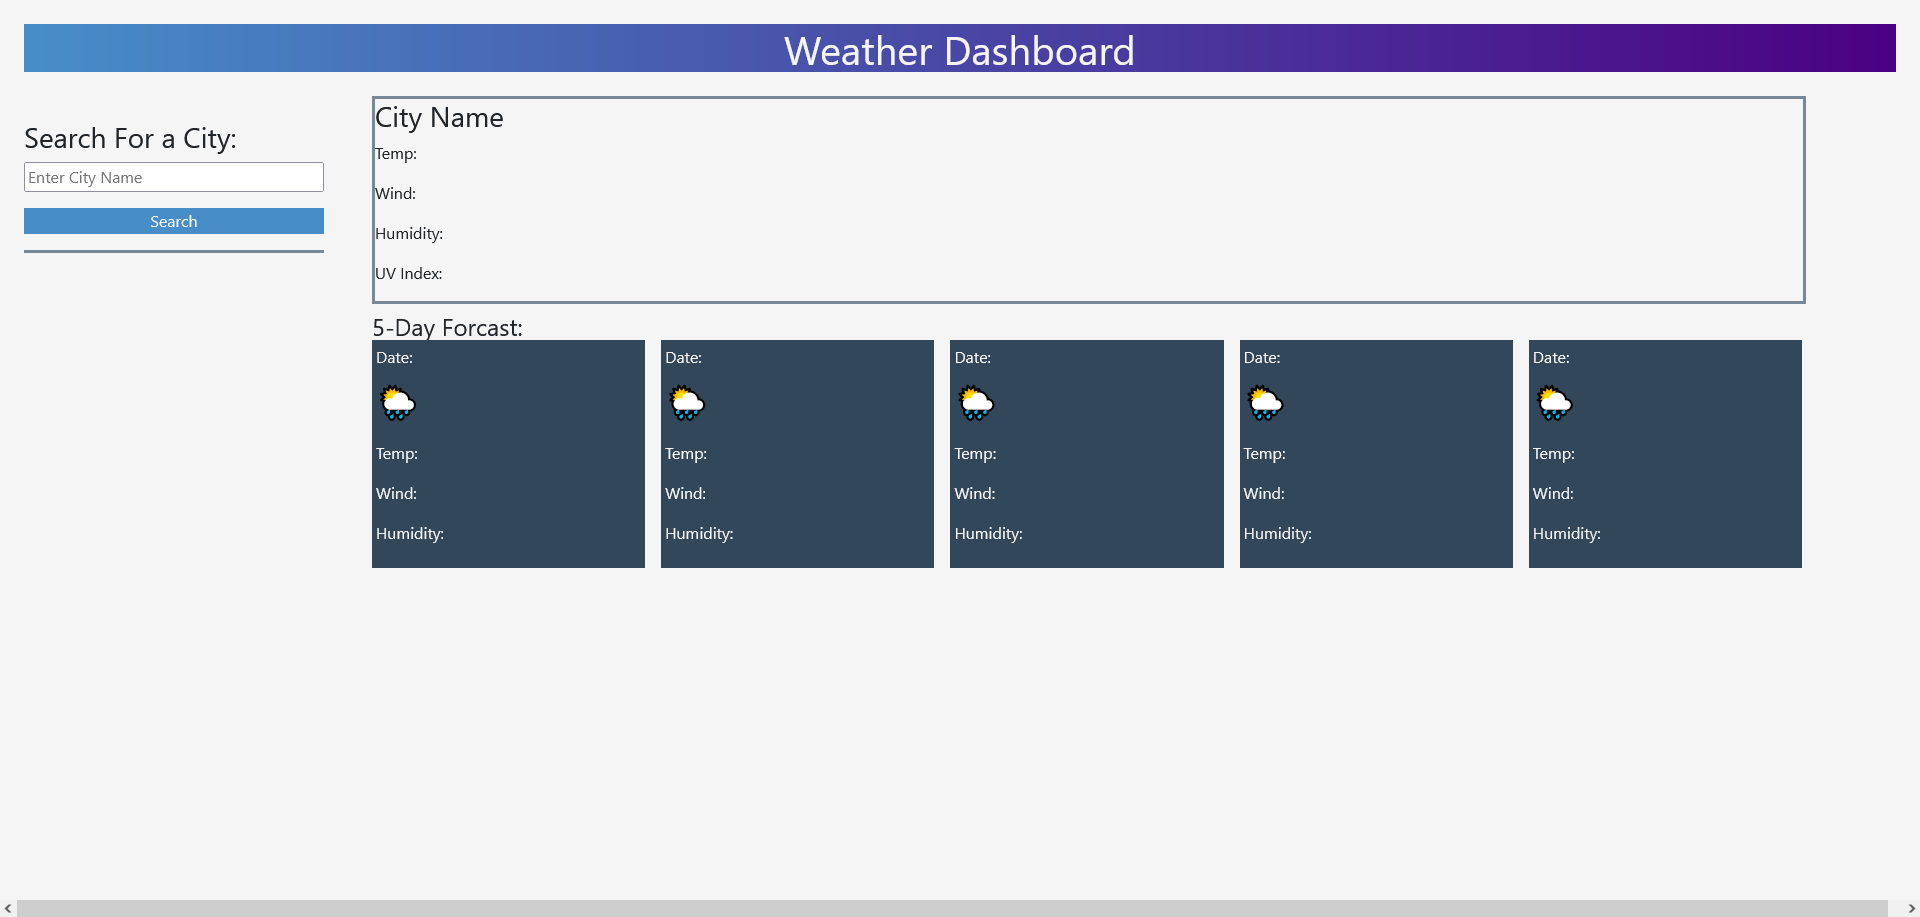 Weather Dashboard
Search For a City:
Enter City Name
Search
City Name
Temp:
Wind:
Humidity:
UV Index:
5-Day Forcast:
Date:
Temp:
Wind:
Humidity:
Date:
Temp:
Wind:
Humidity:
Date:
Temp:
Wind:
Humidity:
Date:
Temp:
Wind:
Humidity:
Date:
Temp:
Wind:
Humidity: